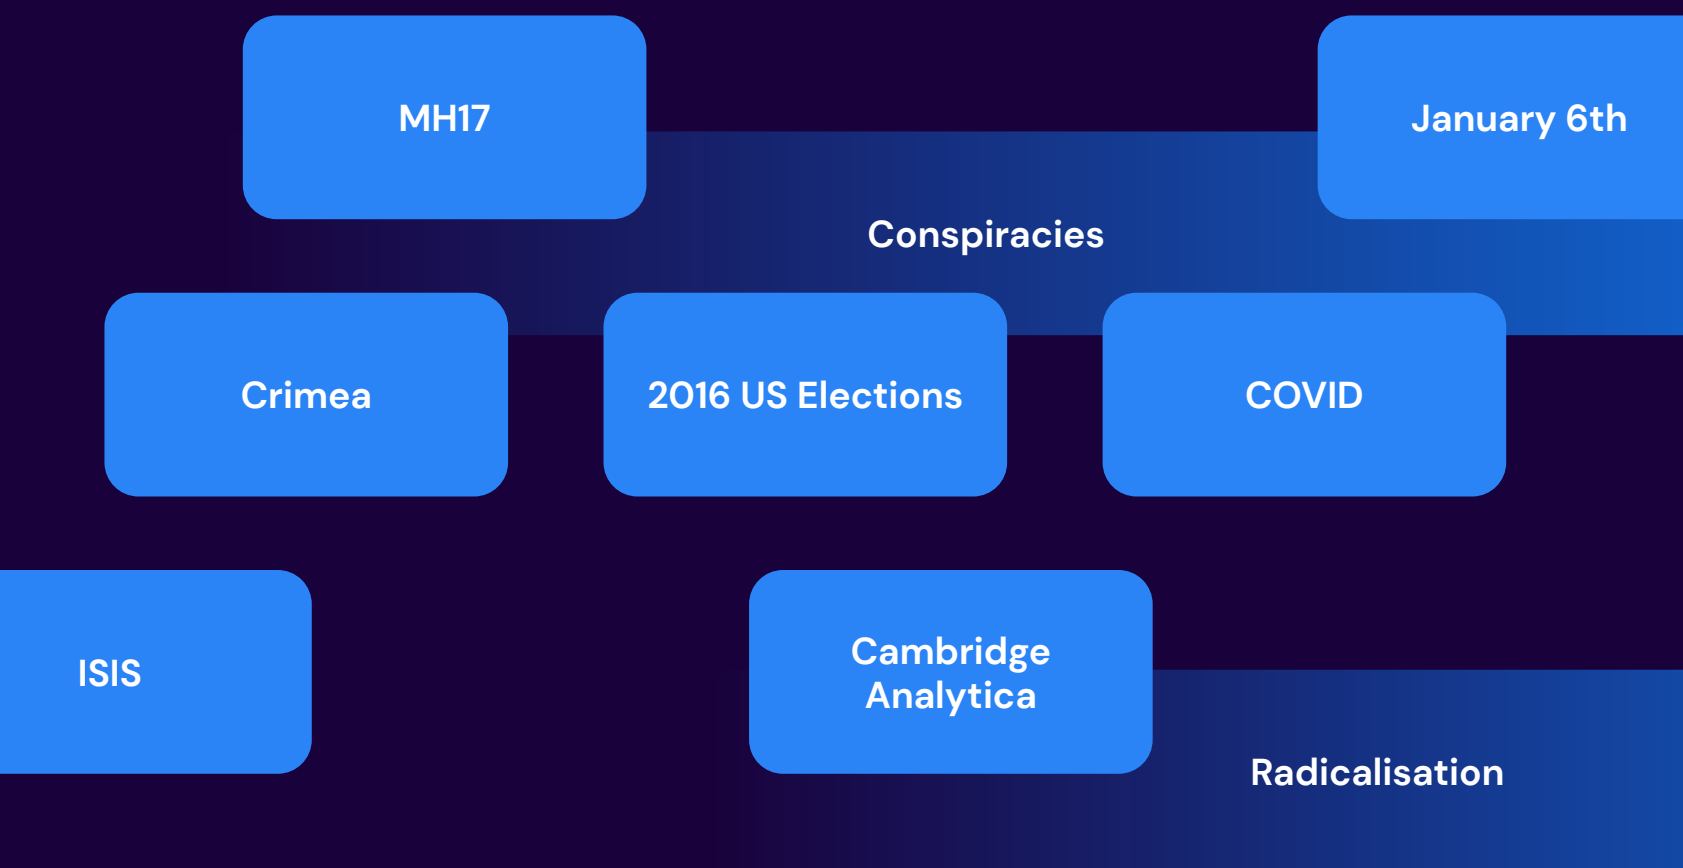 MH17
January 6th
Conspiracies
Crimea
2016 US Elections
COVID
ISIS
Cambridge
Analytica
Radicalisation